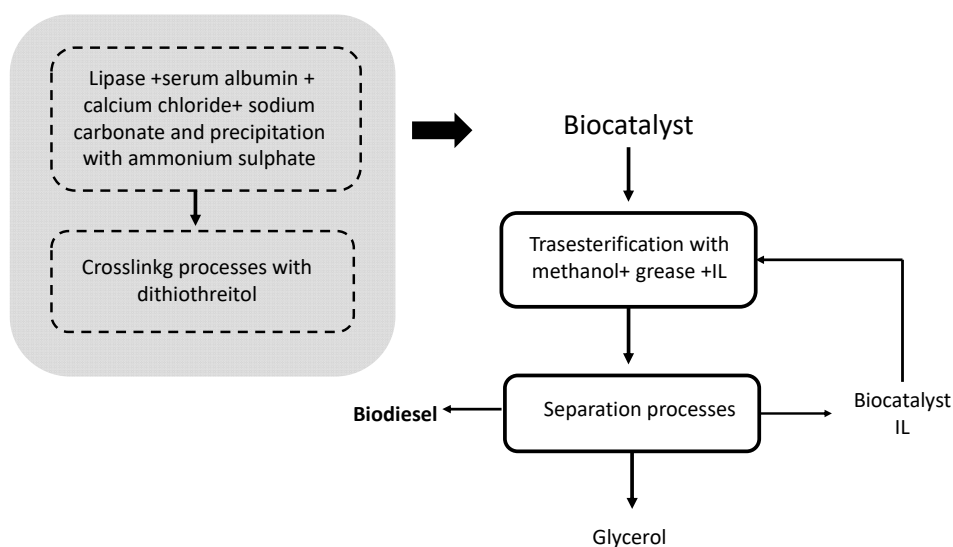 Lipase +serum albumin +
calcium chloride+ sodium
carbonate and precipitation
with ammonium sulphate
Crosslinkg processes with
dithiothreitol
Biocatalyst
Trasesterification with
methanol+ grease +IL
Separation processes
Biodiesel
Biocatalyst
IL
Glycerol